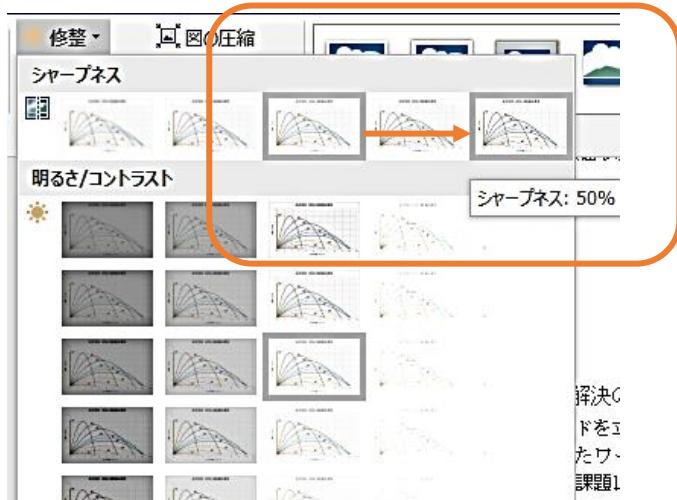 修整
図の圧縮
シャープネス
明るさ/コントラスト
シャープネス: 50%
解決の
ドを立
たワー
課題